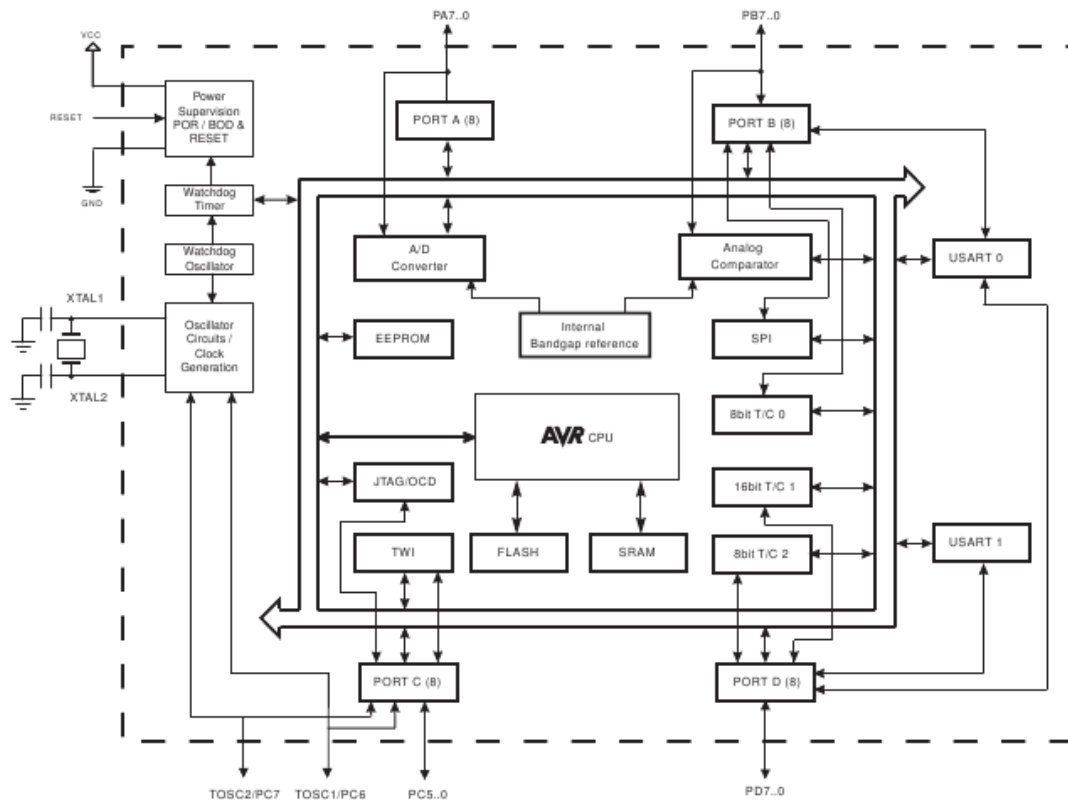 PA7..0
PB7..0
VCC
Power
Supervision
POR / BOD &
RESET
RESET
PORT A (8)
PORT B (8)
GND
Watchdog
Timer
Watchdog
Oscillator
A/D
Converter
Analog
Comparator
USART 0
XTAL1
Oscillator
Circuits /
Clock
Generation
EEPROM
Internal
Bandgap reference
SPI
XTAL2
8bit T/C 0
AVR CPU
JTAG/OCD
16bit T/C 1
TWI
FLASH
SRAM
8bit T/C 2
USART 1
PORT C (8)
PORT D (8)
TOSC2/PC7
TOSC1/PC6
PC5..0
PD7..0